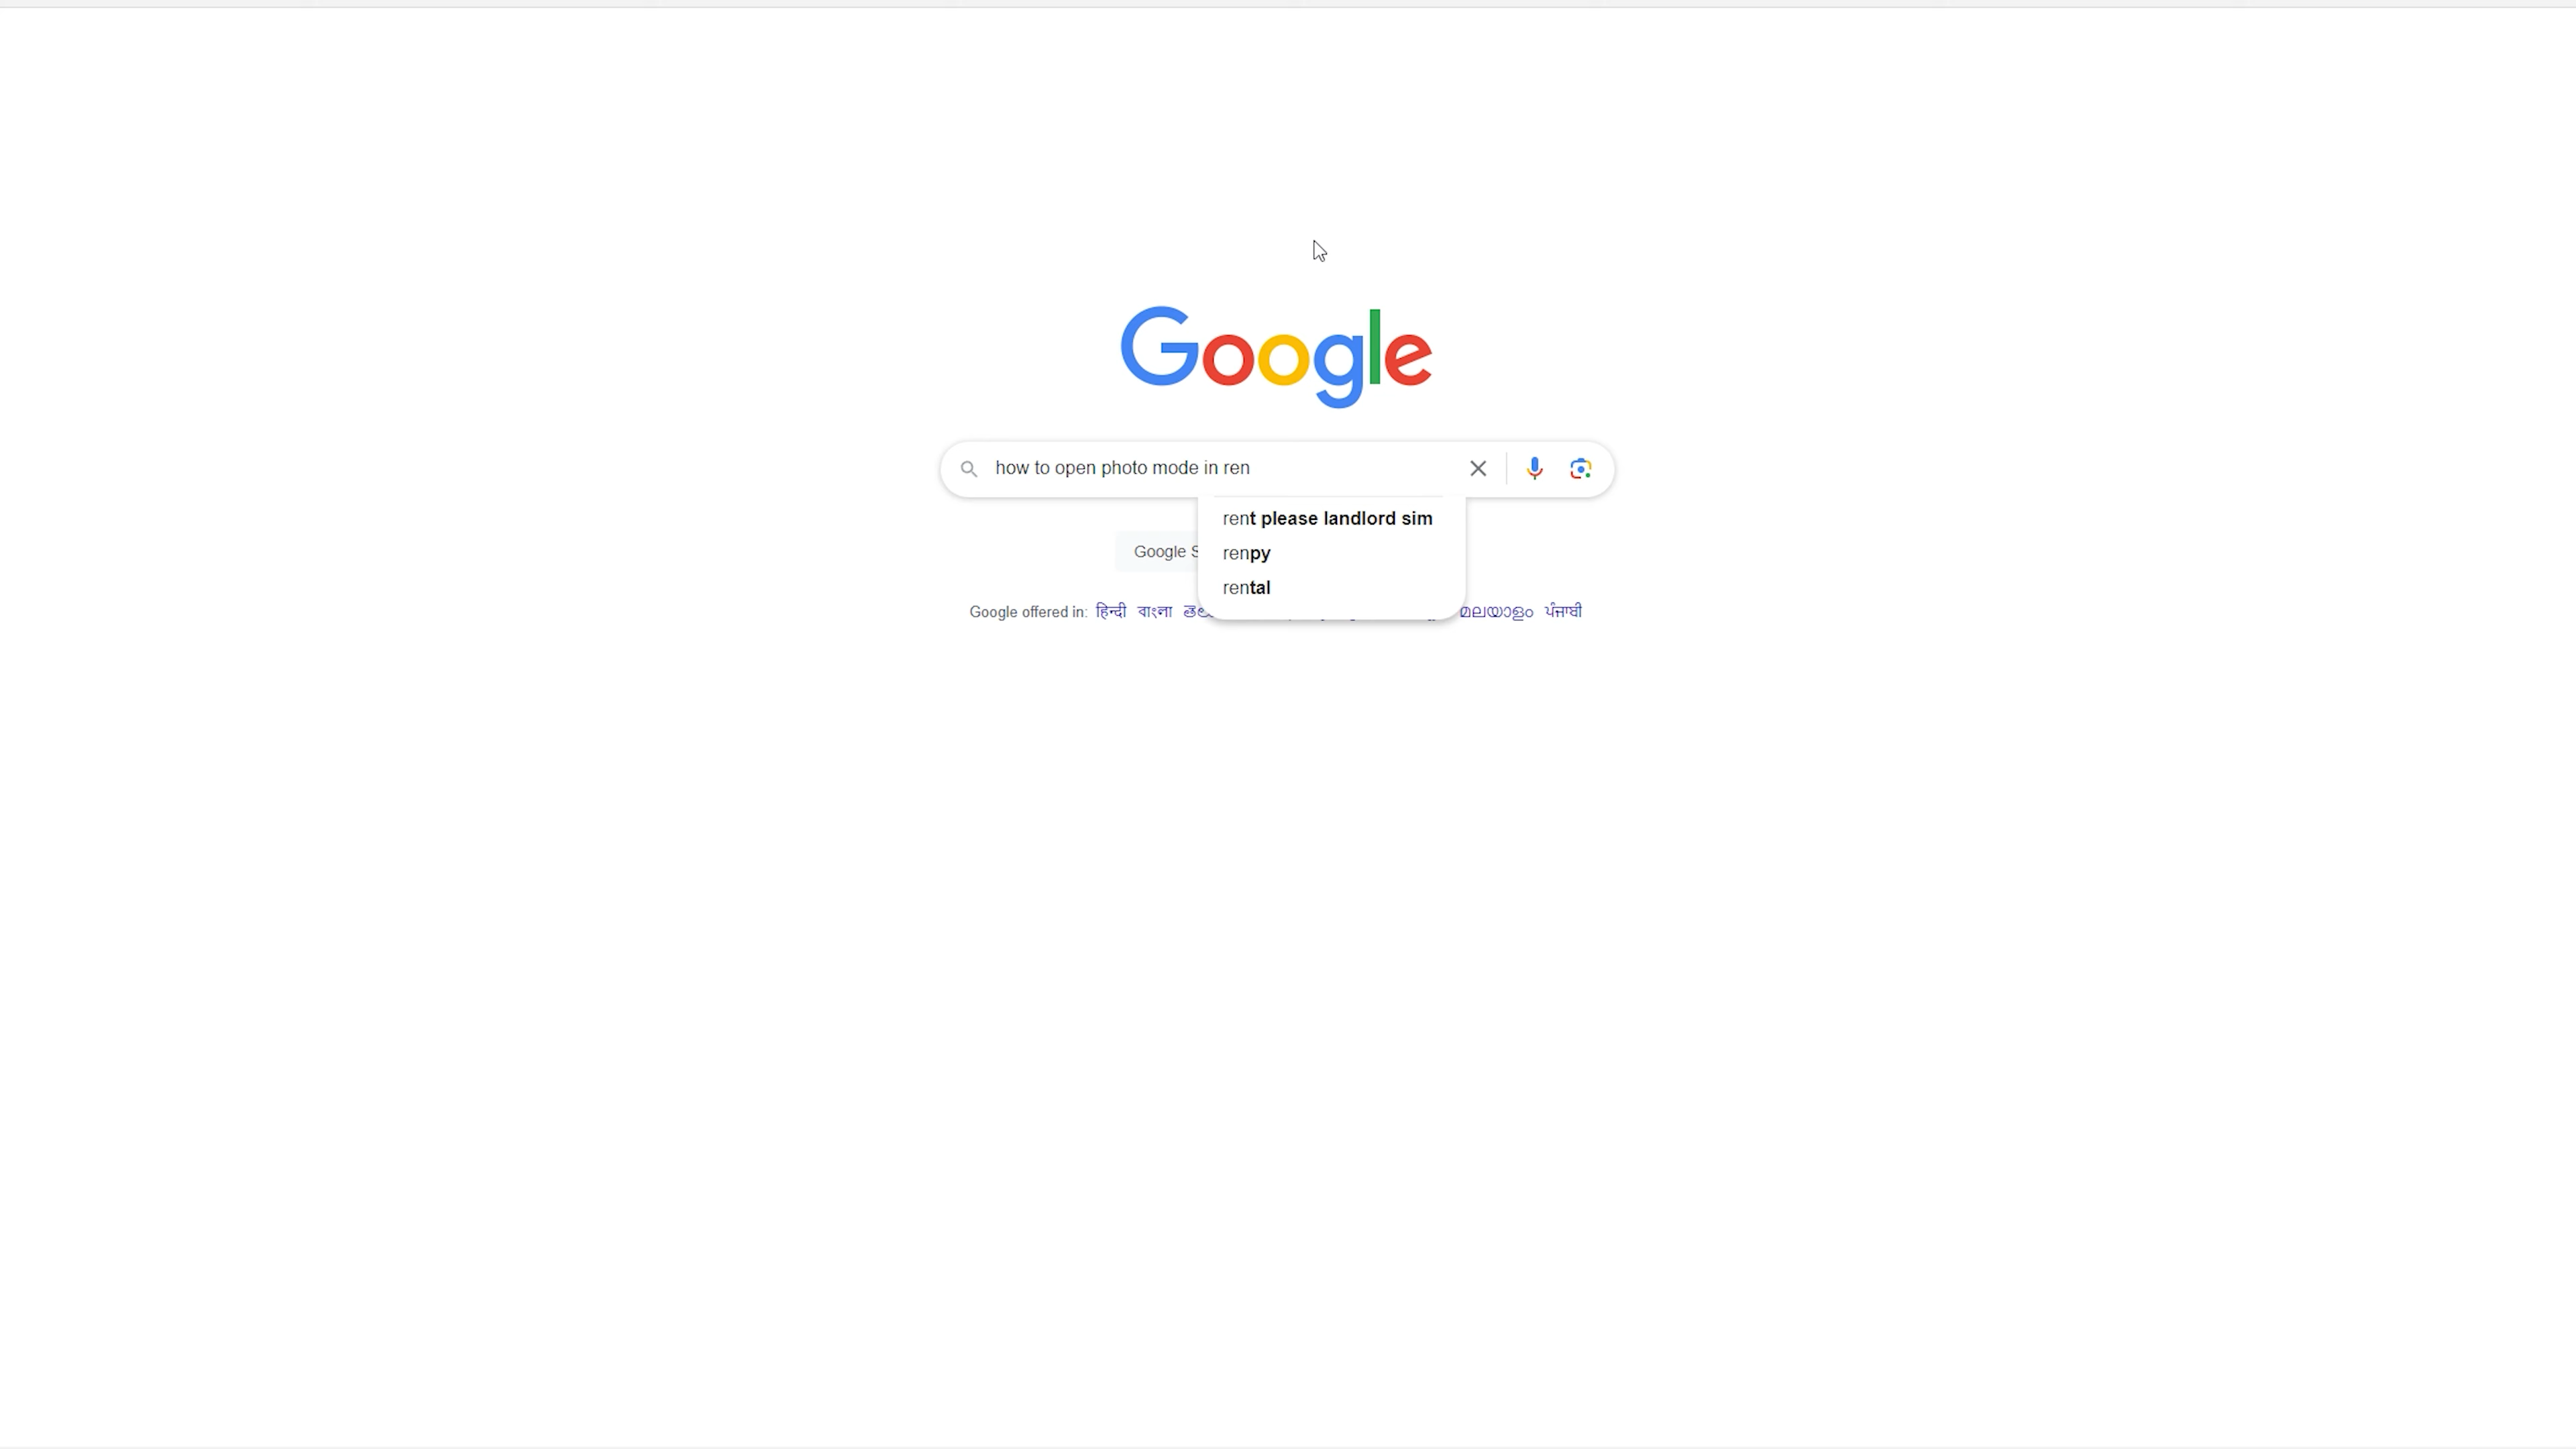 Google
how to open photo mode in ren
rent please landlord sim
renpy
rental
Google S
Google offered in: हिन्दी বাংলা മലയാളം ਪੰਜਾਬੀ